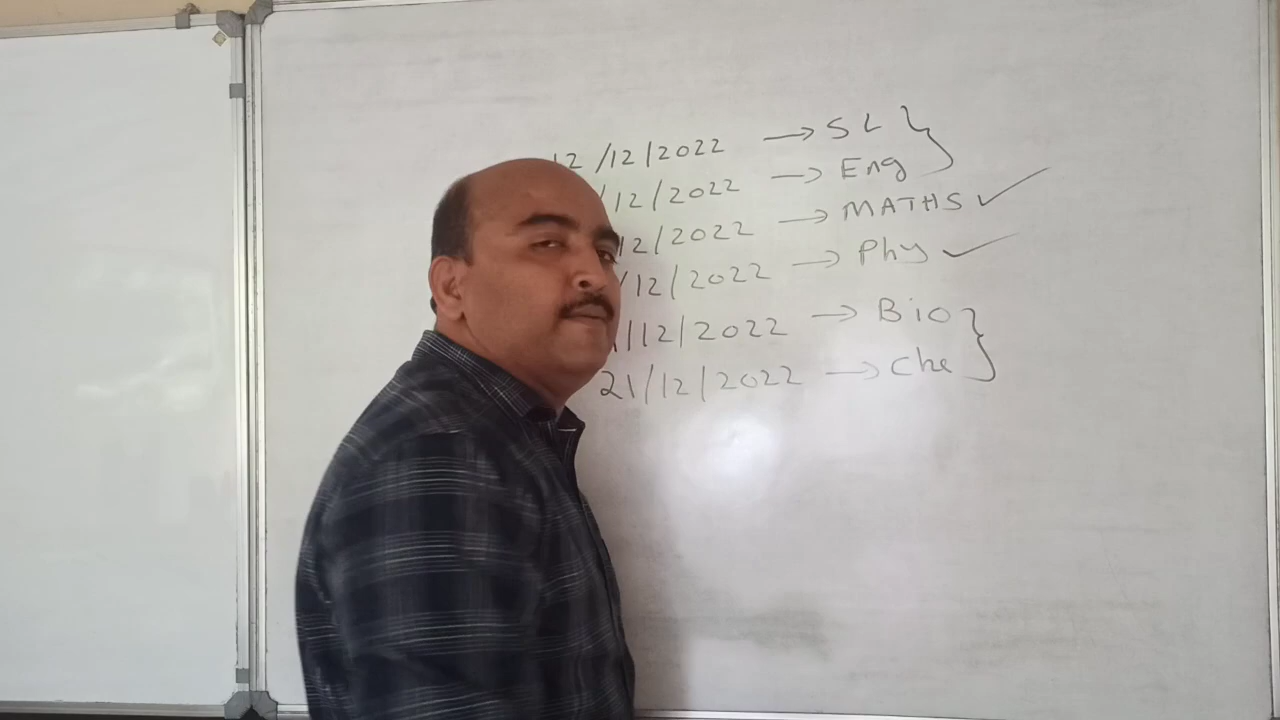 12/12/2022 → SL
/12/2022 → Eng
12/2022 → MATHS ✓
/12/2022 → Phy ✓
/12/2022 → Bio
21/12/2022 → Che